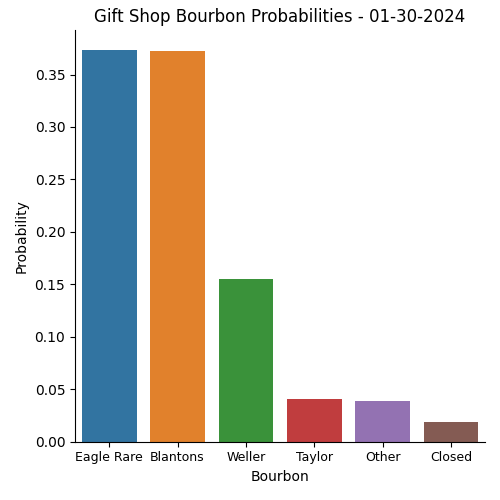 Gift Shop Bourbon Probabilities - 01-30-2024
Probability
0.35
0.30
0.25
0.20
0.15
0.10
0.05
0.00
Eagle Rare Blantons Weller Taylor Other Closed
Bourbon